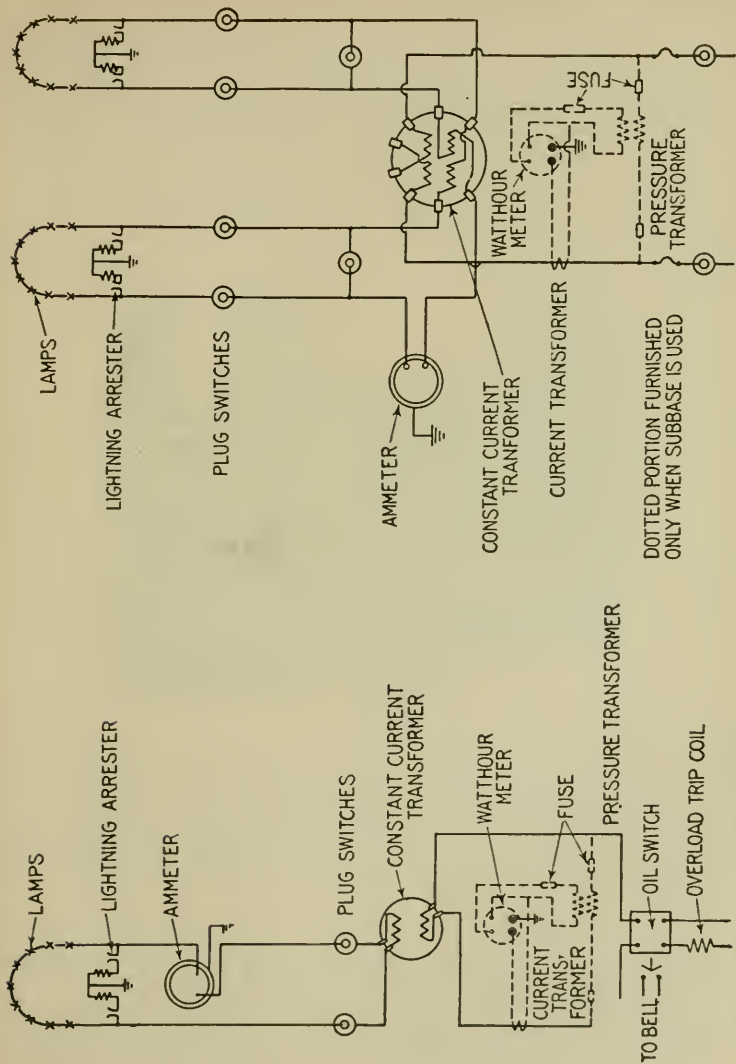 LAMPS
LIGHTNING ARRESTER
AMMETER
PLUG SWITCHES
CONSTANT CURRENT
TRANSFORMER
WATTHOUR
METER
FUSE
CURRENT
TRANS-
FORMER
PRESSURE TRANSFORMER
OIL SWITCH
TO BELL
OVERLOAD TRIP COIL
LAMPS
LIGHTNING ARRESTER
PLUG SWITCHES
AMMETER
CONSTANT CURRENT
TRANFORMER
CURRENT TRANSFORMER
WATTHOUR
METER
FUSE
PRESSURE
TRANSFORMER
DOTTED PORTION FURNISHED
ONLY WHEN SUBBASE IS USED